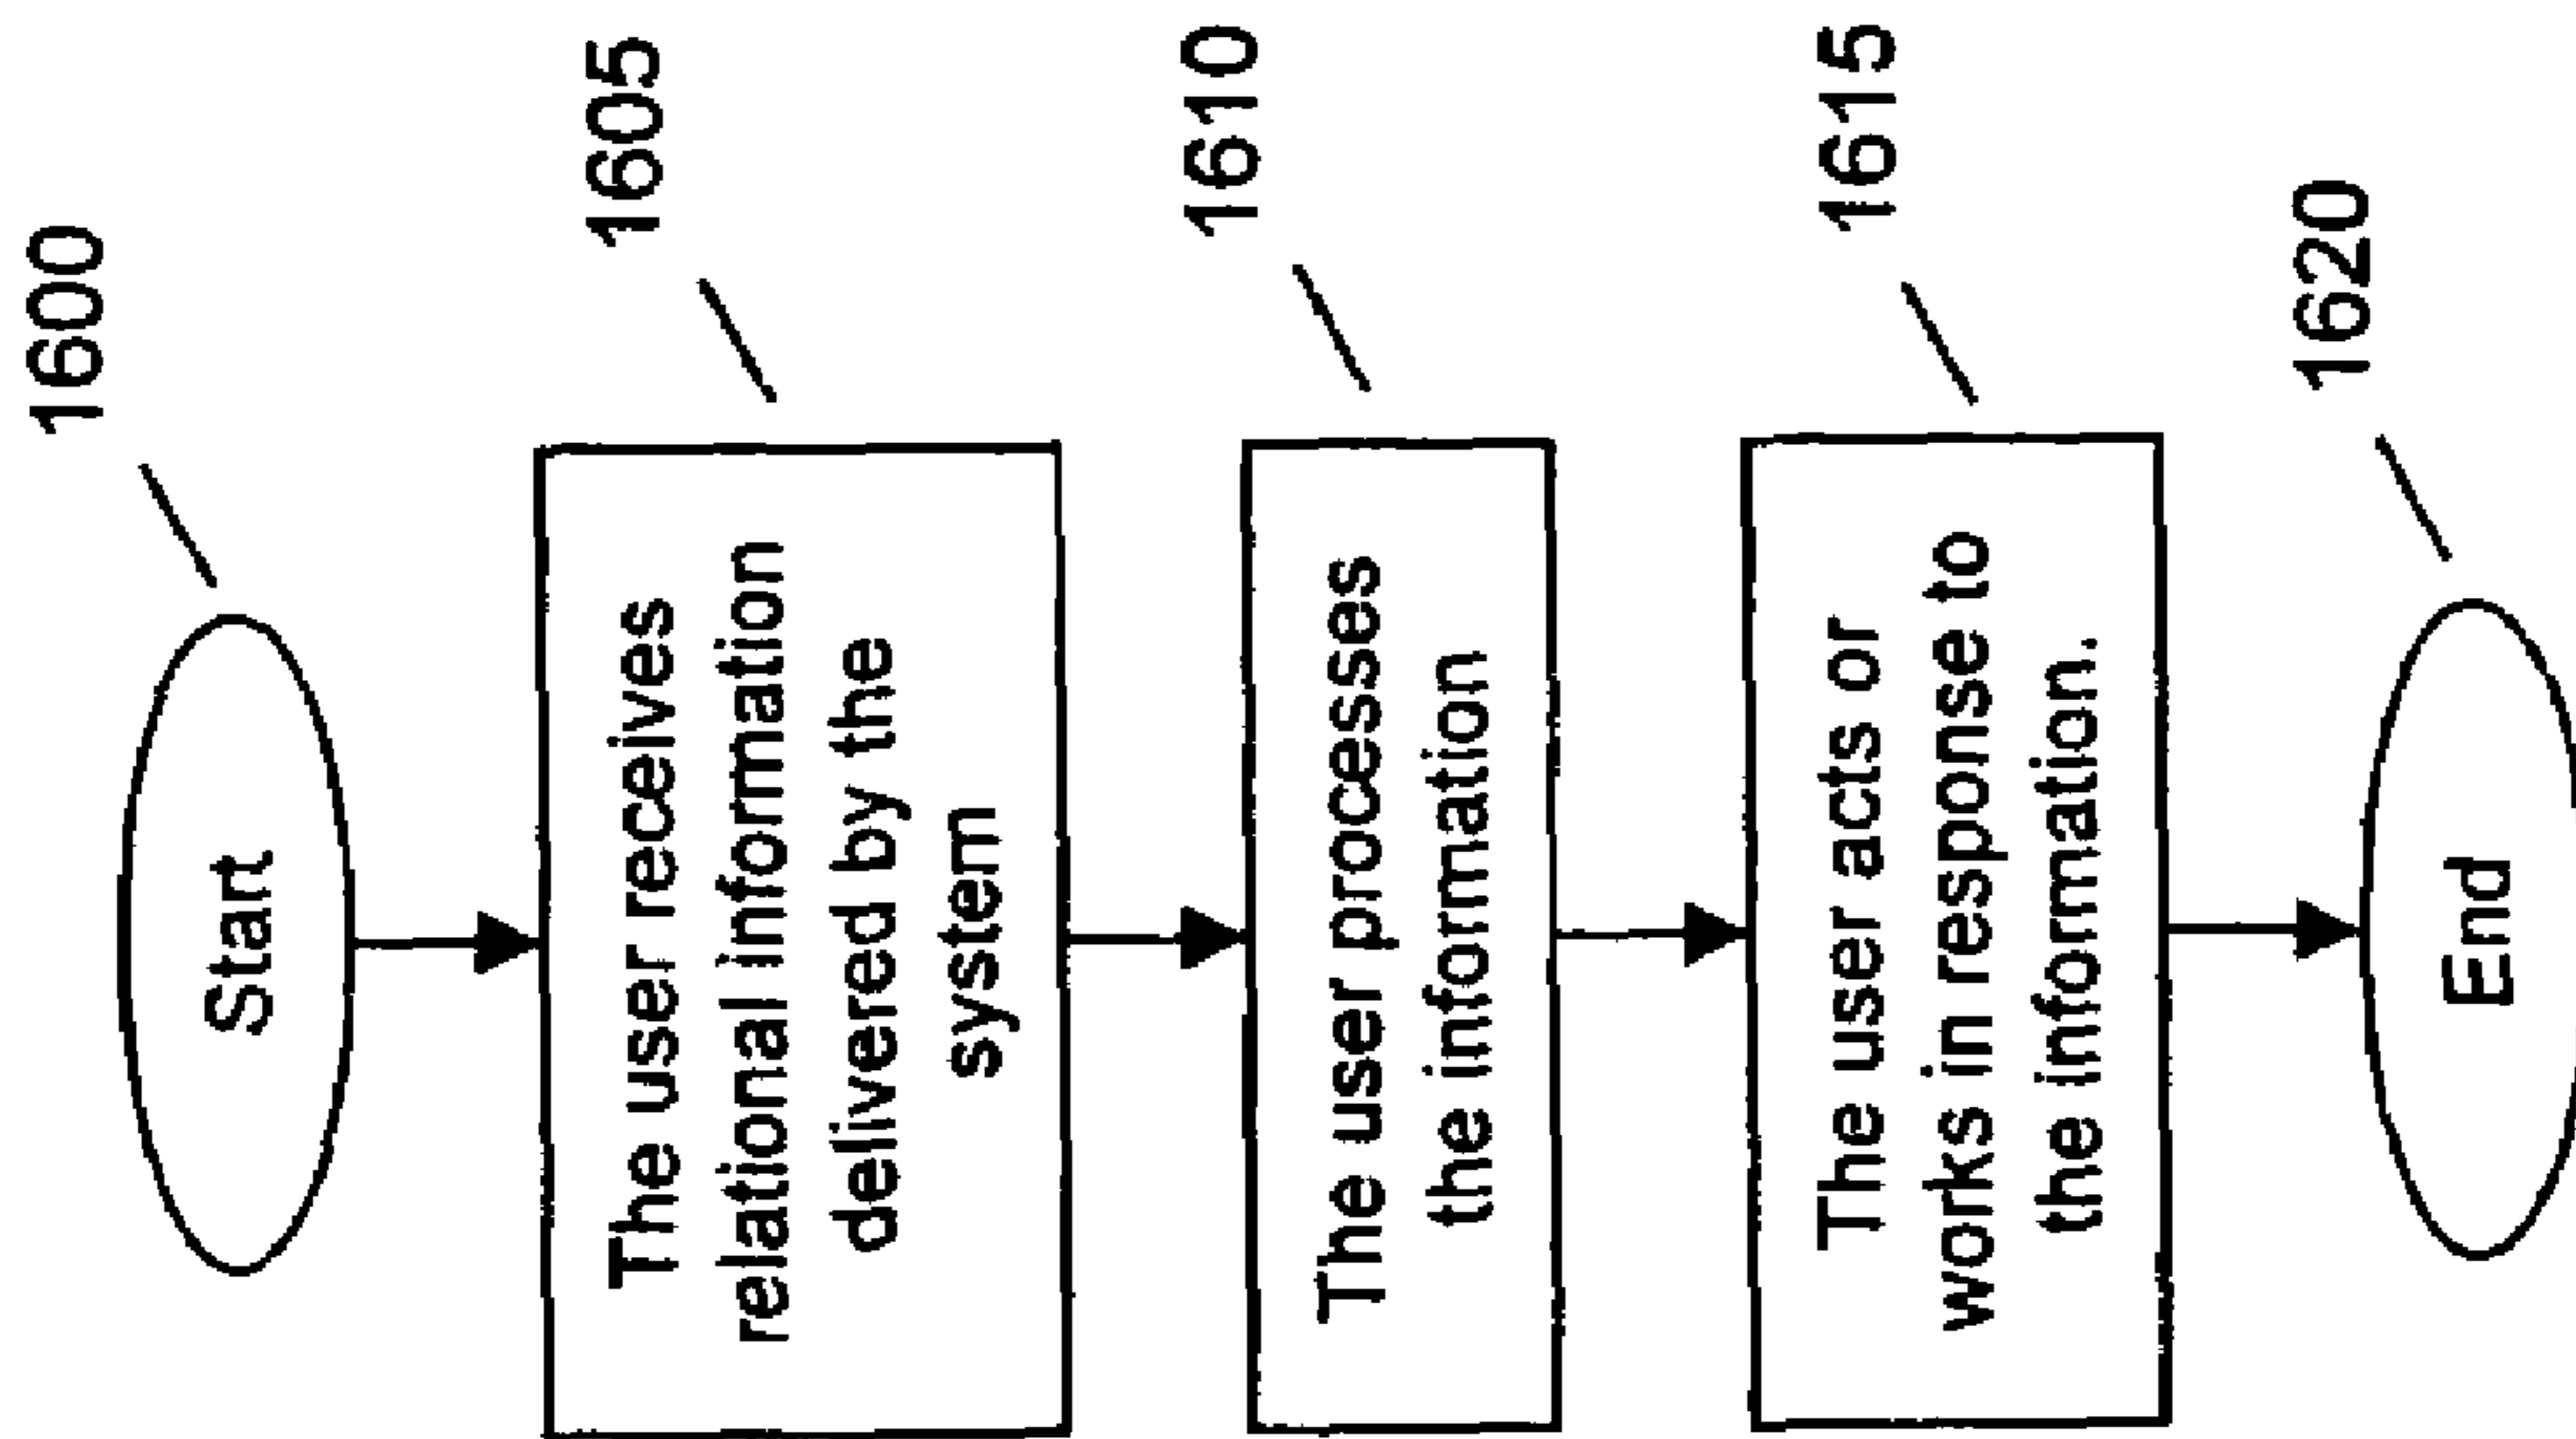 1600
Start
1605
The user receives
relational information
delivered by the
system
1610
The user processes
the information
1615
The user acts or
works in response to
the information.
1620
End